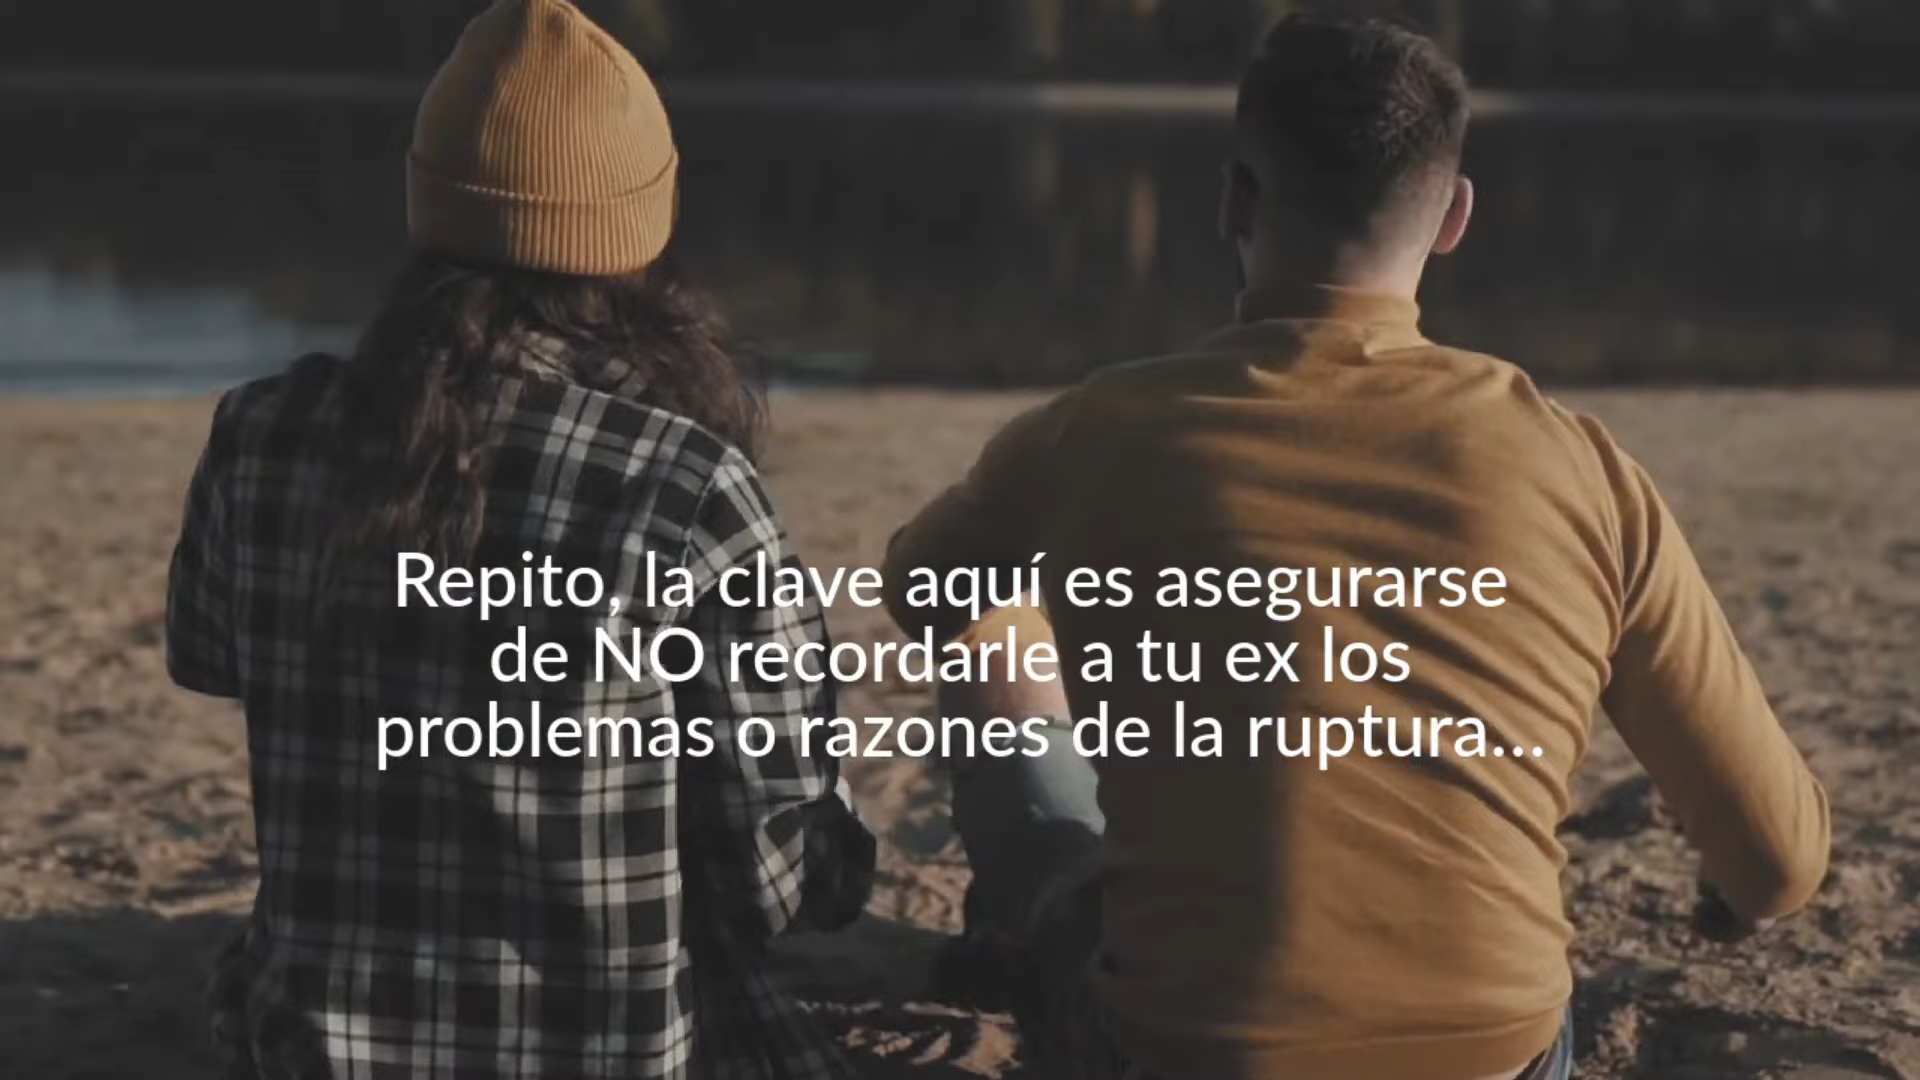 Repito, la clave aquí es asegurarse
de NO recordarle a tu ex los
problemas o razones de la ruptura...